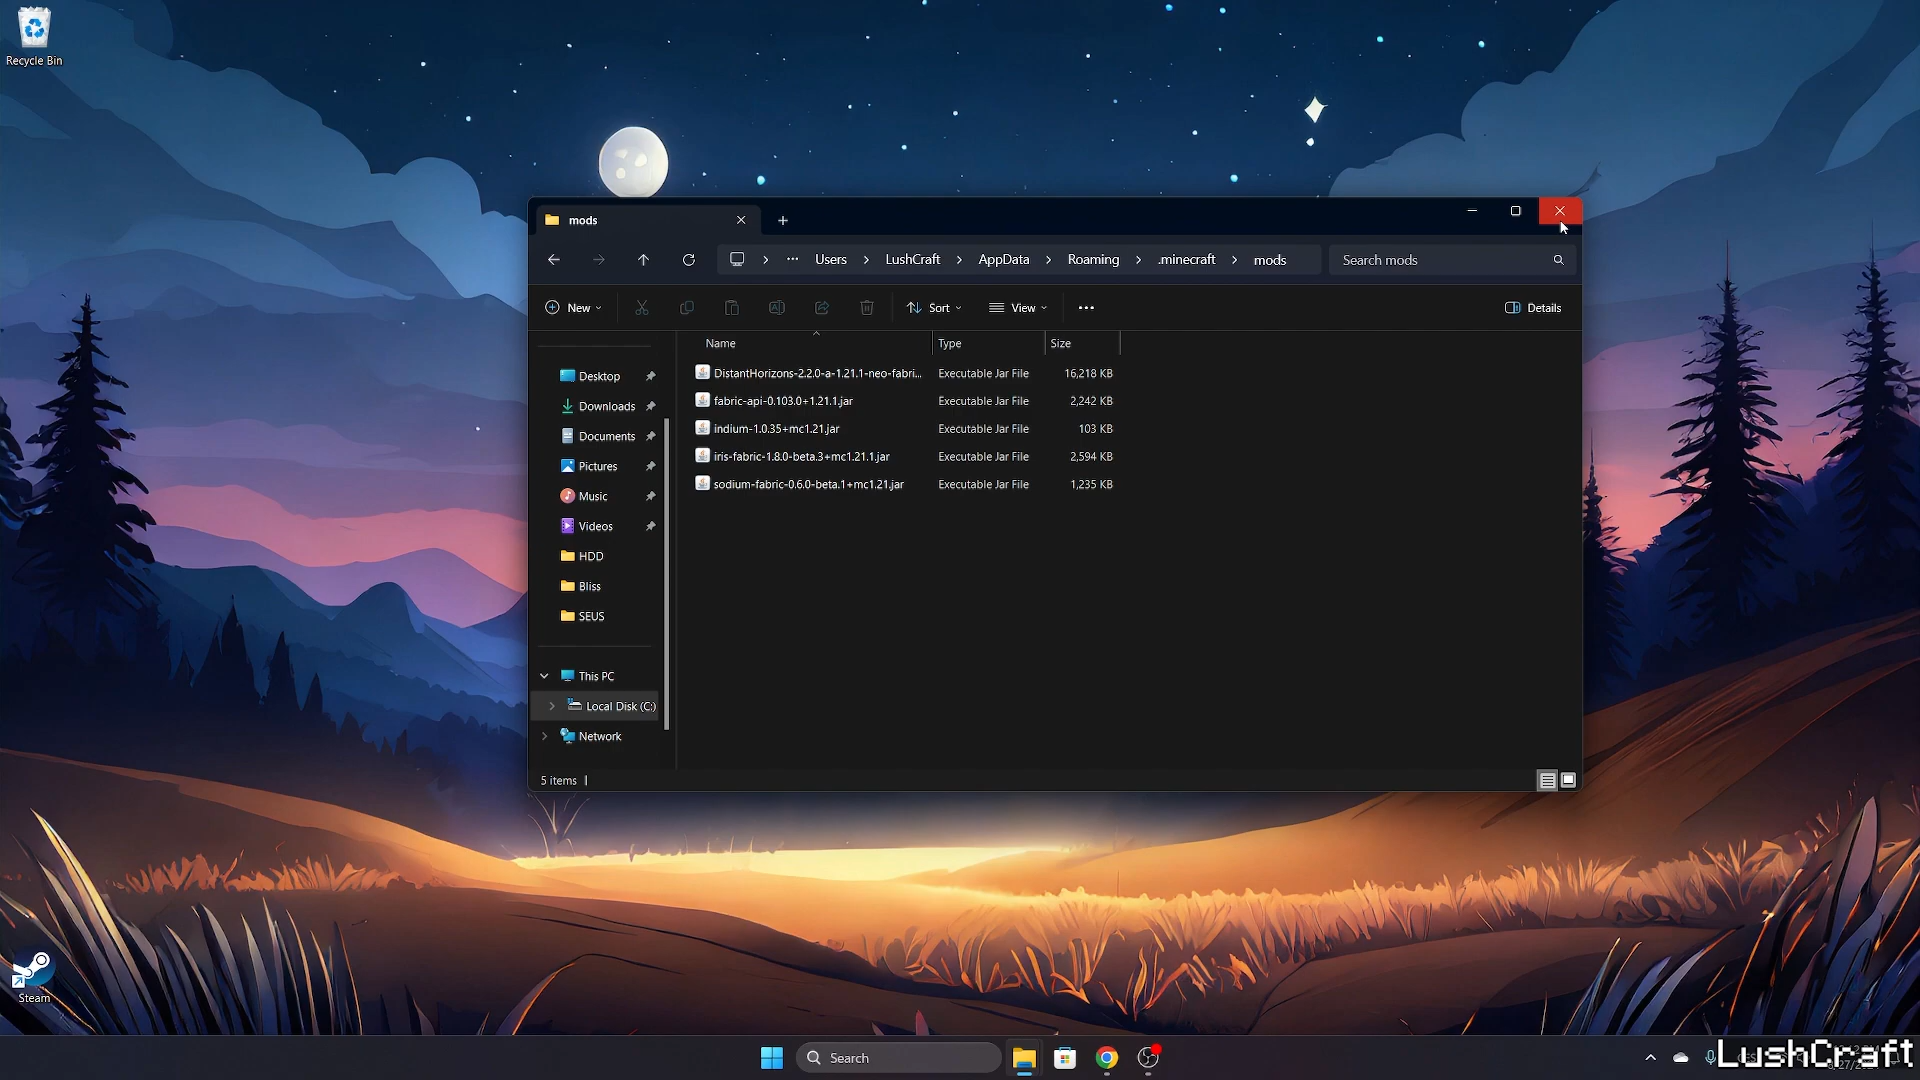 Recycle Bin
mods
Users
LushCraft
AppData
Roaming
.minecraft
mods
Search mods
New
Sort
View
Details
Name
Type
Size
Desktop
Downloads
Documents
Pictures
Music
Videos
HDD
Bliss
SEUS
This PC
Local Disk (C:)
Network
DistantHorizons-2.2.0-a-1.21.1-neo-fabri... Executable Jar File 16,218 KB
fabric-api-0.103.0+1.21.1.jar Executable Jar File 2,242 KB
indium-1.0.35+mc1.21.jar Executable Jar File 103 KB
iris-fabric-1.8.0-beta.3+mc1.21.1.jar Executable Jar File 2,594 KB
sodium-fabric-0.6.0-beta.1+mc1.21.jar Executable Jar File 1,235 KB
5 items
Steam
Search
LushCraft